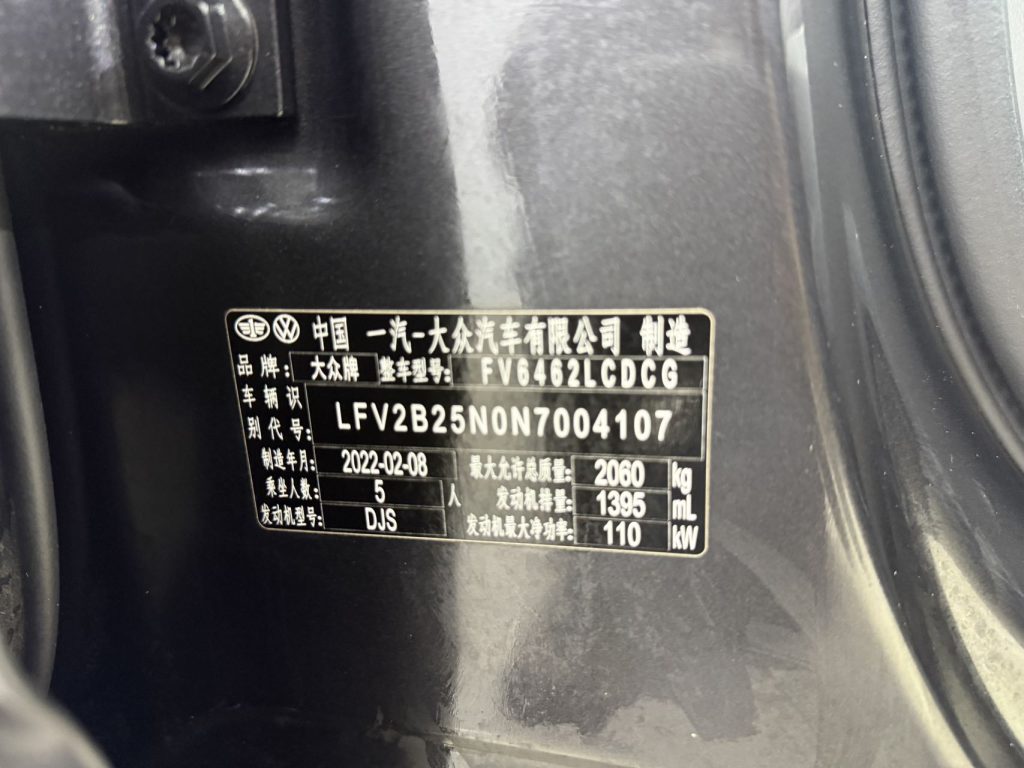 中国 一汽-大众汽车有限公司 制造
品牌: 大众牌 整车型号: FV6462LCDCG
车辆识别代号: LFV2B25N0N7004107
制造年月: 2022-02-08 最大允许总质量: 2060 kg
乘坐人数: 5 人 发动机排量: 1395 mL
发动机型号: DJS 发动机最大净功率: 110 kW